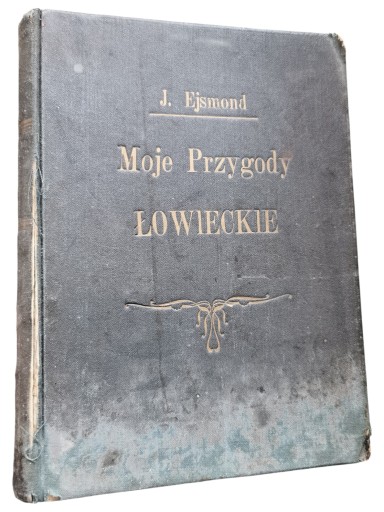 J. Ejsmond
Moje Przygody
ŁOWIECKIE